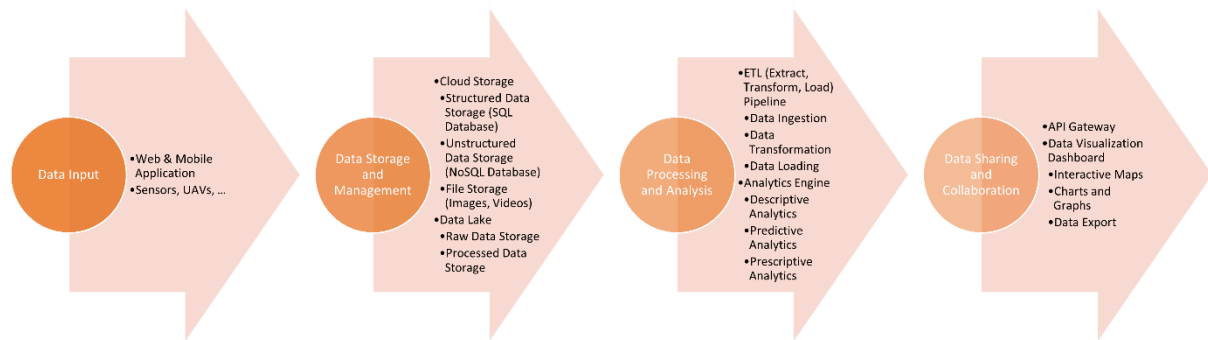 Data Input
•Web & Mobile
Application
•Sensors, UAVs, ...
Data Storage
and
Management
•Cloud Storage
•Structured Data
Storage (SQL
Database)
•Unstructured
Data Storage
(NoSQL Database)
•File Storage
(Images, Videos)
•Data Lake
•Raw Data Storage
•Processed Data
Storage
Data
Processing
and Analysis
•ETL (Extract,
Transform, Load)
Pipeline
•Data Ingestion
•Data
Transformation
•Data Loading
•Analytics Engine
•Descriptive
Analytics
•Predictive
Analytics
•Prescriptive
Analytics
Data Sharing
and
Collaboration
•API Gateway
•Data Visualization
Dashboard
•Interactive Maps
•Charts and
Graphs
•Data Export